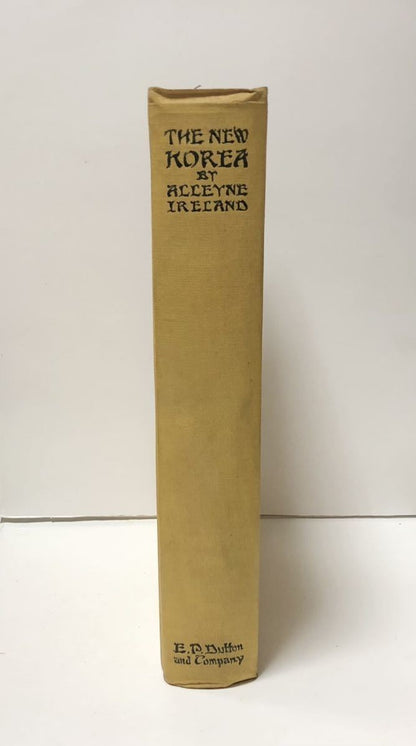 THE NEW
KOREA
BY
ALLEYNE
IRELAND
E. P. Dutton
and Company